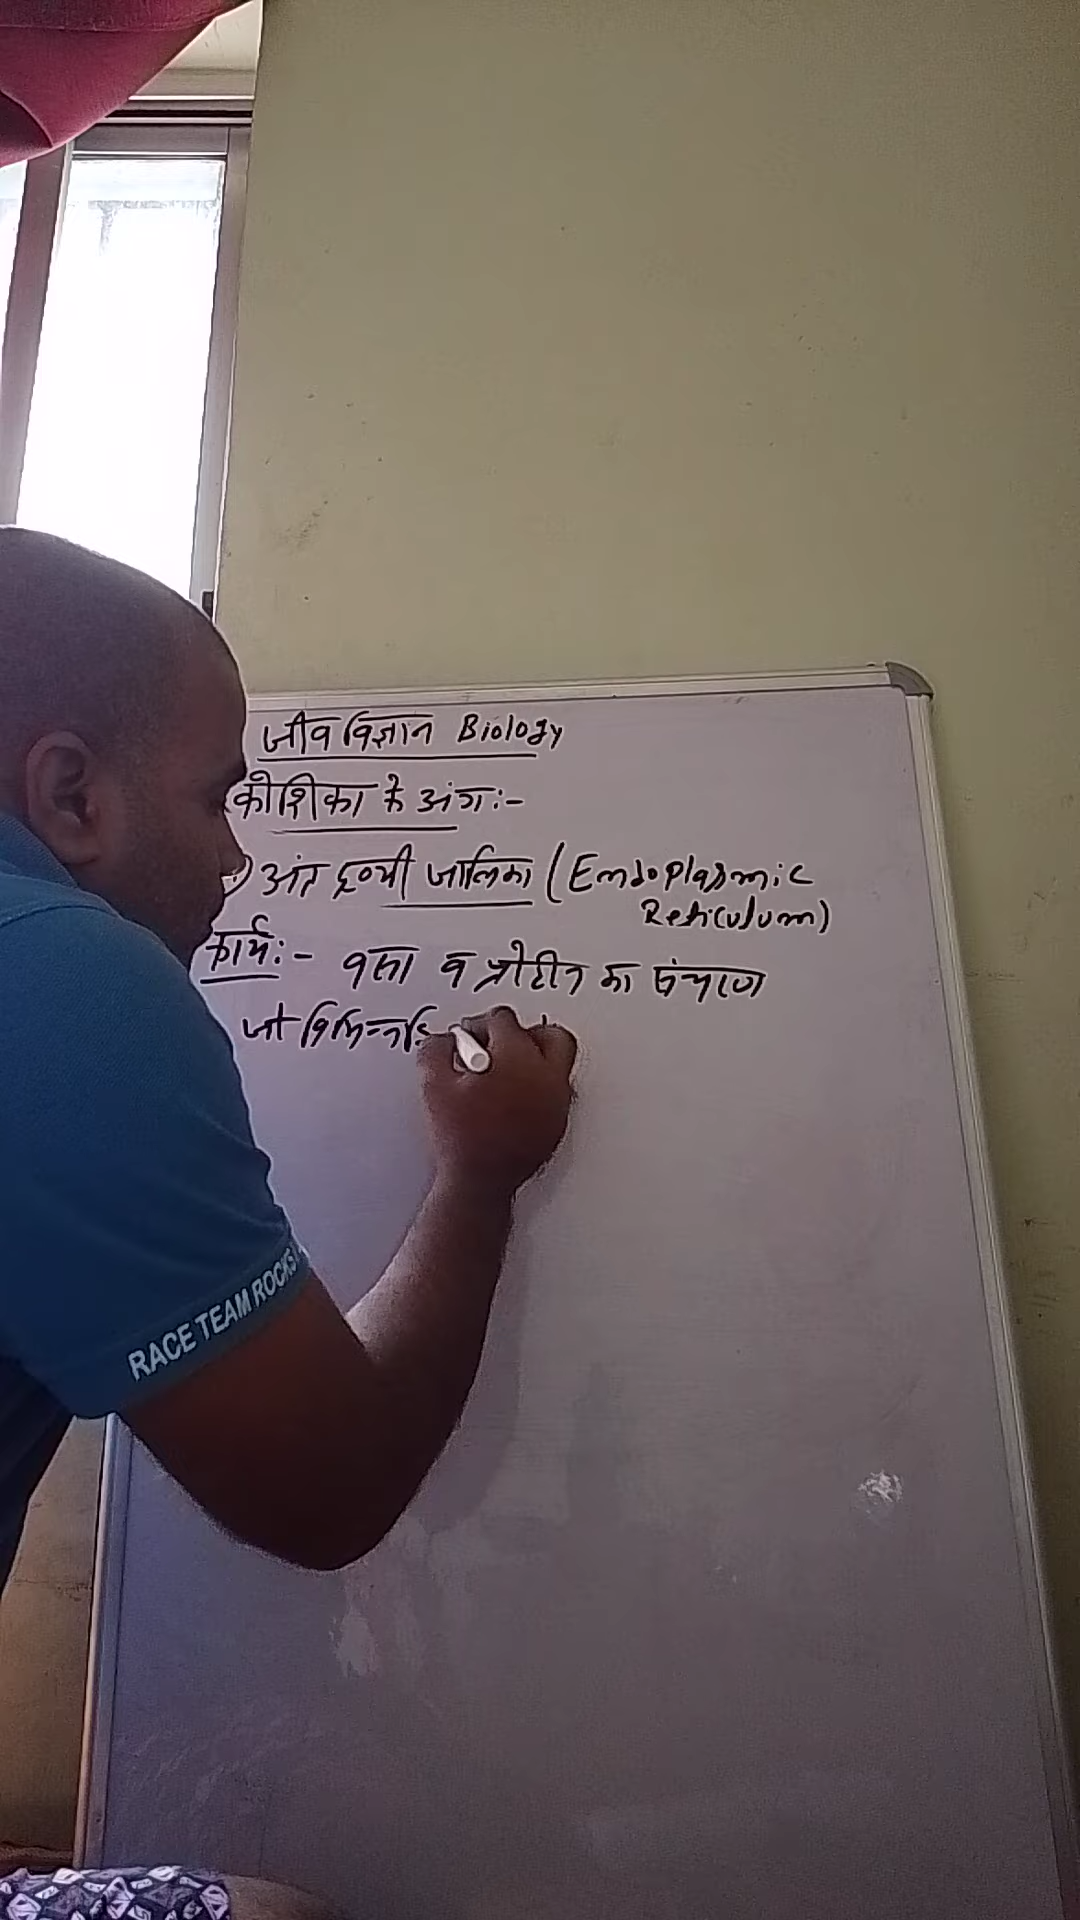 जीव विज्ञान Biology
कोशिका के अंग:-
) अंत द्रव्यी जालिका (Endoplasmic
Reticulum)
कार्य:- वसा व प्रोटीन का संचरण
जो विभिन्न
RACE TEAM ROCKS